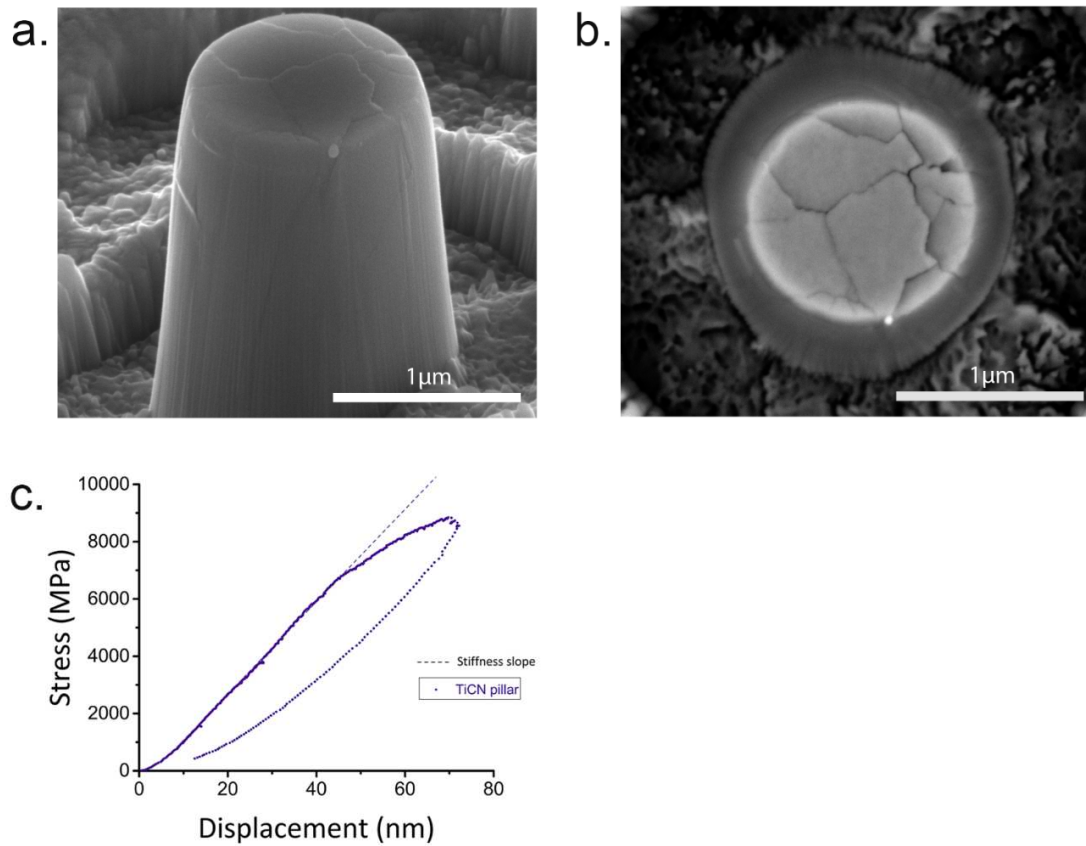 a.
1µm
b.
1µm
c.
Stress (MPa)
10000
8000
6000
4000
2000
0
0 20 40 60 80
Displacement (nm)
Stiffness slope
TiCN pillar